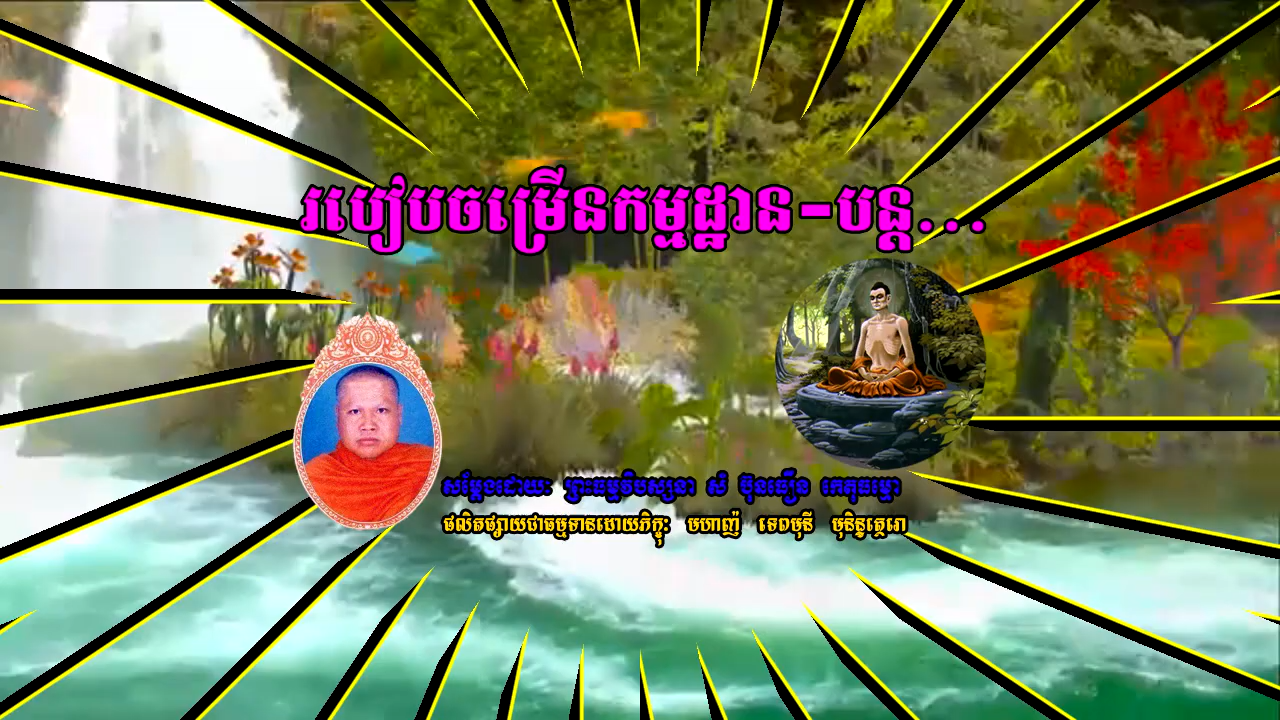 របៀបចម្រើនកម្មដ្ឋាន-បន្ត...
សម្តែងដោយ: ព្រះធម្មវិបស្សនា សំ ប៊ុនធឿន កេតុធម្មោ
ផលិតផ្សាយជាធម្មទានដោយភិក្ខុ: មហាញ៉ ទេពមុនី មុនិន្ទត្ថេរោ